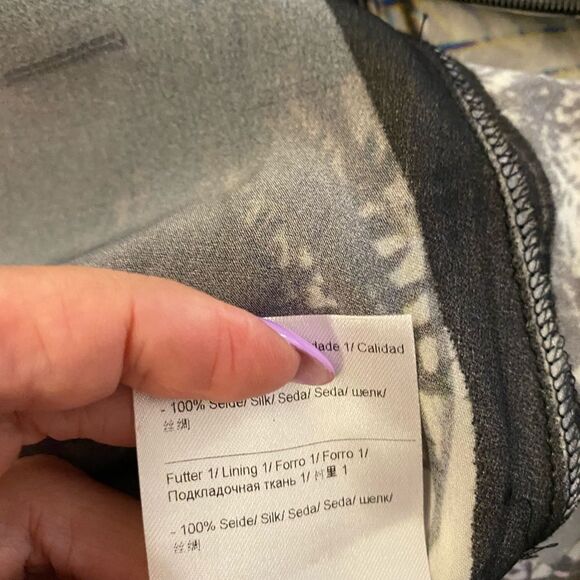 1/ Calidad
- 100% Seide/ Silk/ Seda/ Seda/ шелк/
丝绸
Futter 1/ Lining 1/ Forro 1/ Forro 1/
Подкладочная ткань 1/ 衬里 1
- 100% Seide/ Silk/ Seda/ Seda/ шелк/
丝绸